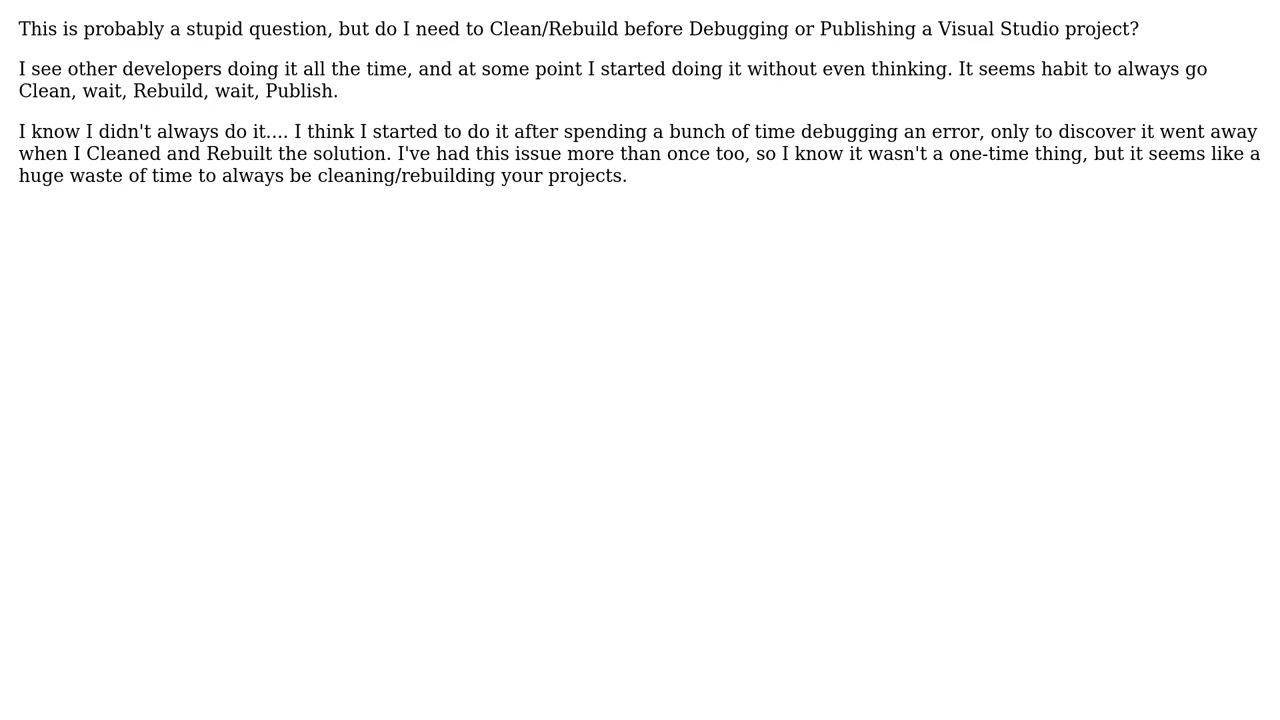 This is probably a stupid question, but do I need to Clean/Rebuild before Debugging or Publishing a Visual Studio project?
I see other developers doing it all the time, and at some point I started doing it without even thinking. It seems habit to always go
Clean, wait, Rebuild, wait, Publish.
I know I didn't always do it.... I think I started to do it after spending a bunch of time debugging an error, only to discover it went away
when I Cleaned and Rebuilt the solution. I've had this issue more than once too, so I know it wasn't a one-time thing, but it seems like a
huge waste of time to always be cleaning/rebuilding your projects.